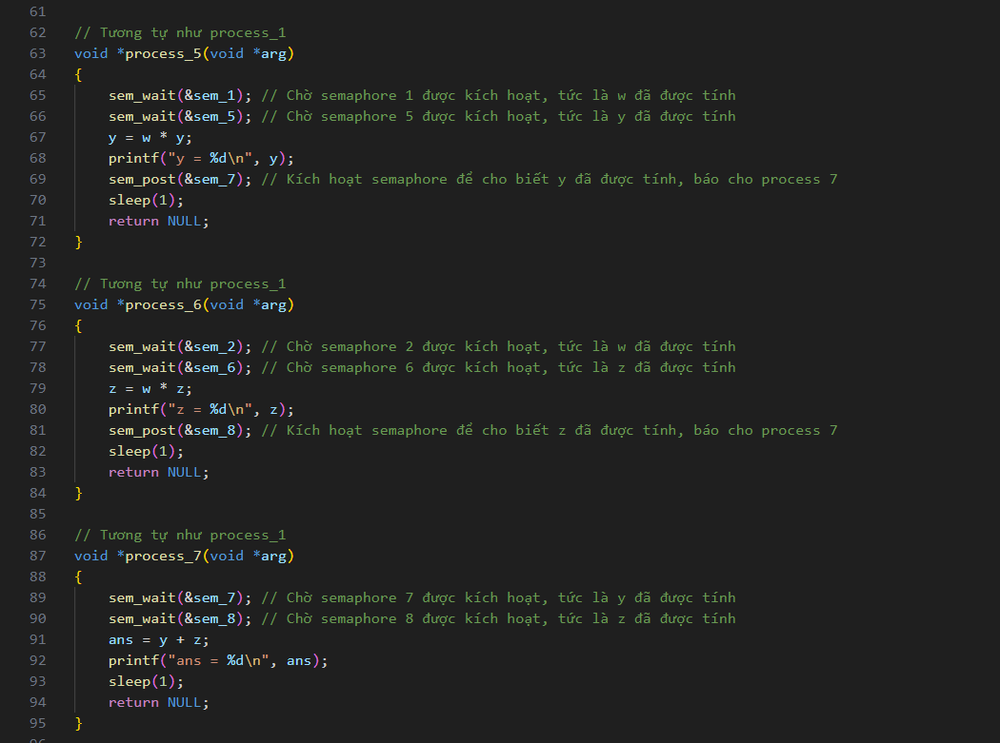 61
62 // Tương tự như process_1
63 void *process_5(void *arg)
64 {
65     sem_wait(&sem_1); // Chờ semaphore 1 được kích hoạt, tức là w đã được tính
66     sem_wait(&sem_5); // Chờ semaphore 5 được kích hoạt, tức là y đã được tính
67     y = w * y;
68     printf("y = %d\n", y);
69     sem_post(&sem_7); // Kích hoạt semaphore để cho biết y đã được tính, báo cho process 7
70     sleep(1);
71     return NULL;
72 }
73
74 // Tương tự như process_1
75 void *process_6(void *arg)
76 {
77     sem_wait(&sem_2); // Chờ semaphore 2 được kích hoạt, tức là w đã được tính
78     sem_wait(&sem_6); // Chờ semaphore 6 được kích hoạt, tức là z đã được tính
79     z = w * z;
80     printf("z = %d\n", z);
81     sem_post(&sem_8); // Kích hoạt semaphore để cho biết z đã được tính, báo cho process 7
82     sleep(1);
83     return NULL;
84 }
85
86 // Tương tự như process_1
87 void *process_7(void *arg)
88 {
89     sem_wait(&sem_7); // Chờ semaphore 7 được kích hoạt, tức là y đã được tính
90     sem_wait(&sem_8); // Chờ semaphore 8 được kích hoạt, tức là z đã được tính
91     ans = y + z;
92     printf("ans = %d\n", ans);
93     sleep(1);
94     return NULL;
95 }